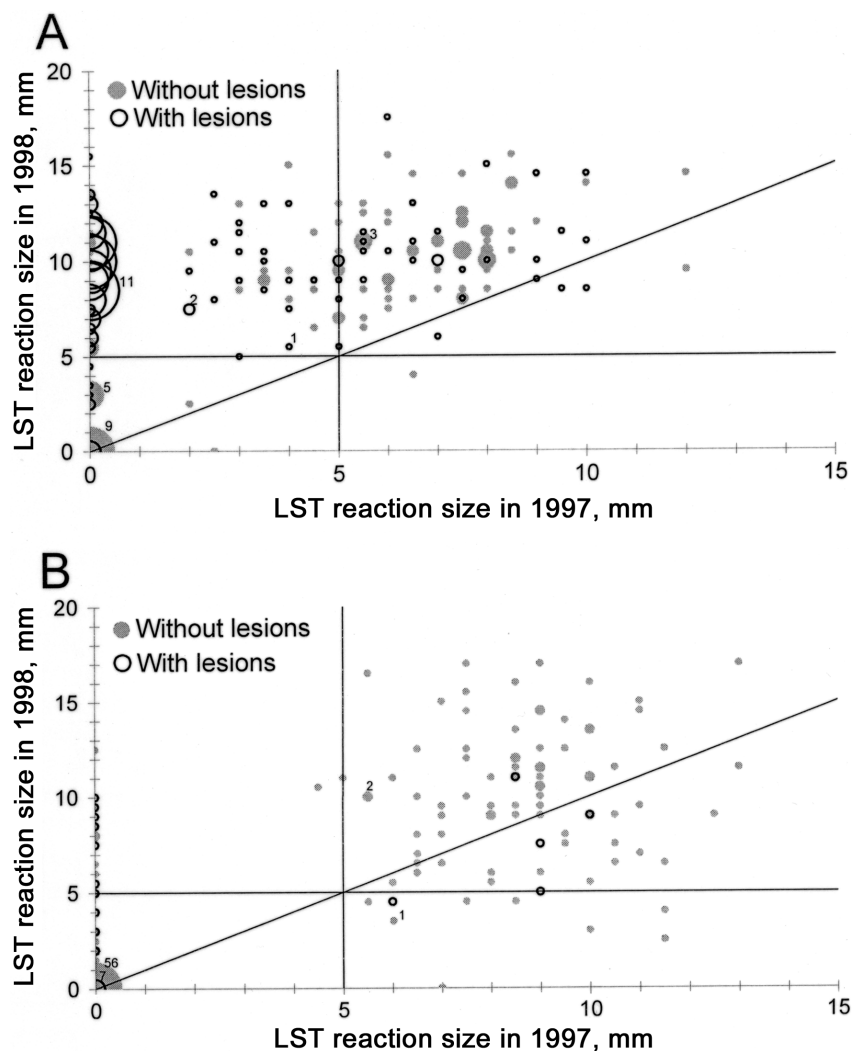 A
LST reaction size in 1998, mm
20
15
10
5
0
Without lesions
With lesions
3
11
2
1
5
9
0
5
10
15
LST reaction size in 1997, mm
B
LST reaction size in 1998, mm
20
15
10
5
0
Without lesions
With lesions
2
1
56
7
0
5
10
15
LST reaction size in 1997, mm